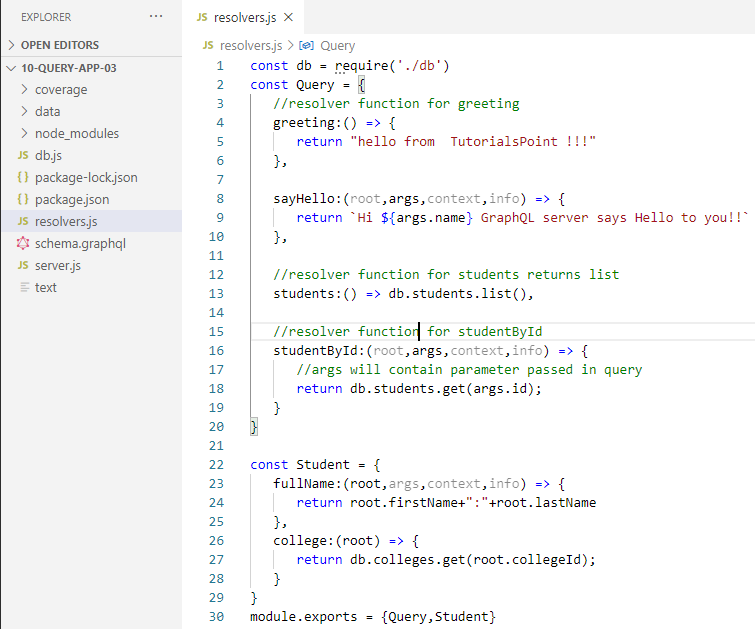 EXPLORER
···
OPEN EDITORS
10-QUERY-APP-03
coverage
data
node_modules
JS db.js
{} package-lock.json
{} package.json
JS resolvers.js
schema.graphql
JS server.js
text
JS resolvers.js ×
JS resolvers.js > Query
1 const db = require('./db')
2 const Query = {
3 //resolver function for greeting
4 greeting:() => {
5 return "hello from  TutorialsPoint !!!"
6 },
7
8 sayHello:(root,args,context,info) => {
9 return `Hi ${args.name} GraphQL server says Hello to you!!`
10 },
11
12 //resolver function for students returns list
13 students:() => db.students.list(),
14
15 //resolver function for studentById
16 studentById:(root,args,context,info) => {
17 //args will contain parameter passed in query
18 return db.students.get(args.id);
19 }
20 }
21
22 const Student = {
23 fullName:(root,args,context,info) => {
24 return root.firstName+":"+root.lastName
25 },
26 college:(root) => {
27 return db.colleges.get(root.collegeId);
28 }
29 }
30 module.exports = {Query,Student}